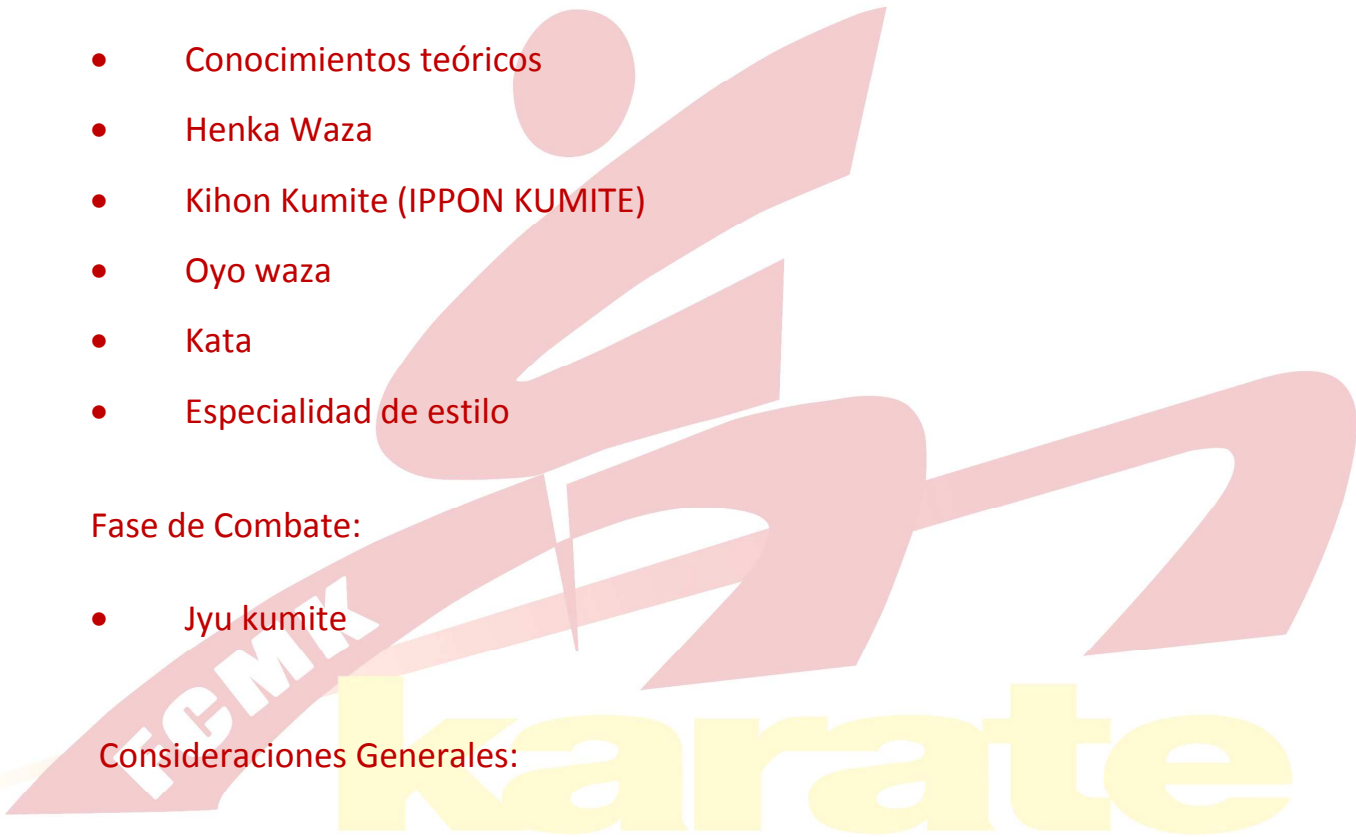 • Conocimientos teóricos
• Henka Waza
• Kihon Kumite (IPPON KUMITE)
• Oyo waza
• Kata
• Especialidad de estilo
Fase de Combate:
• Jyu kumite
FCMK
Consideraciones Generales:
karate